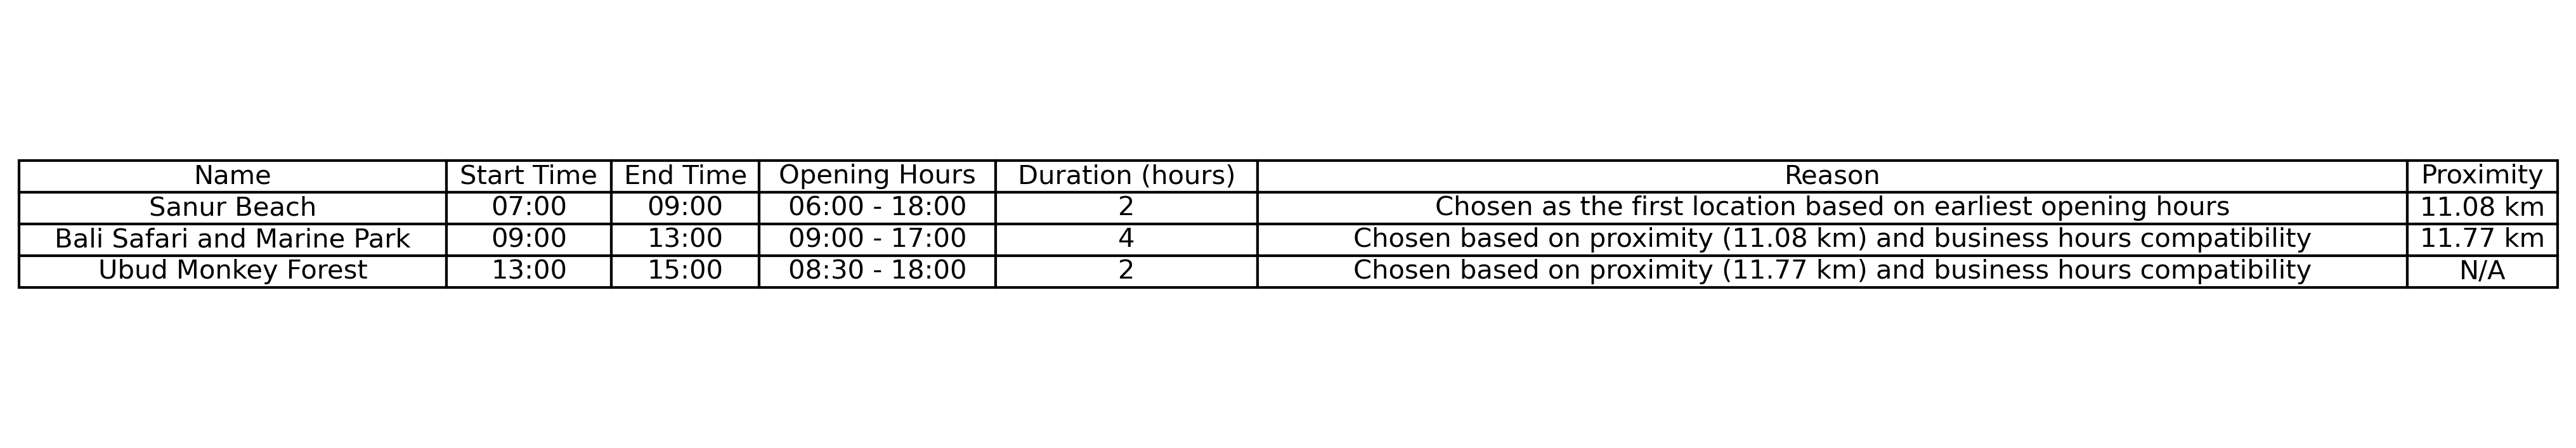 Name Start Time End Time Opening Hours Duration (hours) Reason Proximity
Sanur Beach 07:00 09:00 06:00 - 18:00 2 Chosen as the first location based on earliest opening hours 11.08 km
Bali Safari and Marine Park 09:00 13:00 09:00 - 17:00 4 Chosen based on proximity (11.08 km) and business hours compatibility 11.77 km
Ubud Monkey Forest 13:00 15:00 08:30 - 18:00 2 Chosen based on proximity (11.77 km) and business hours compatibility N/A